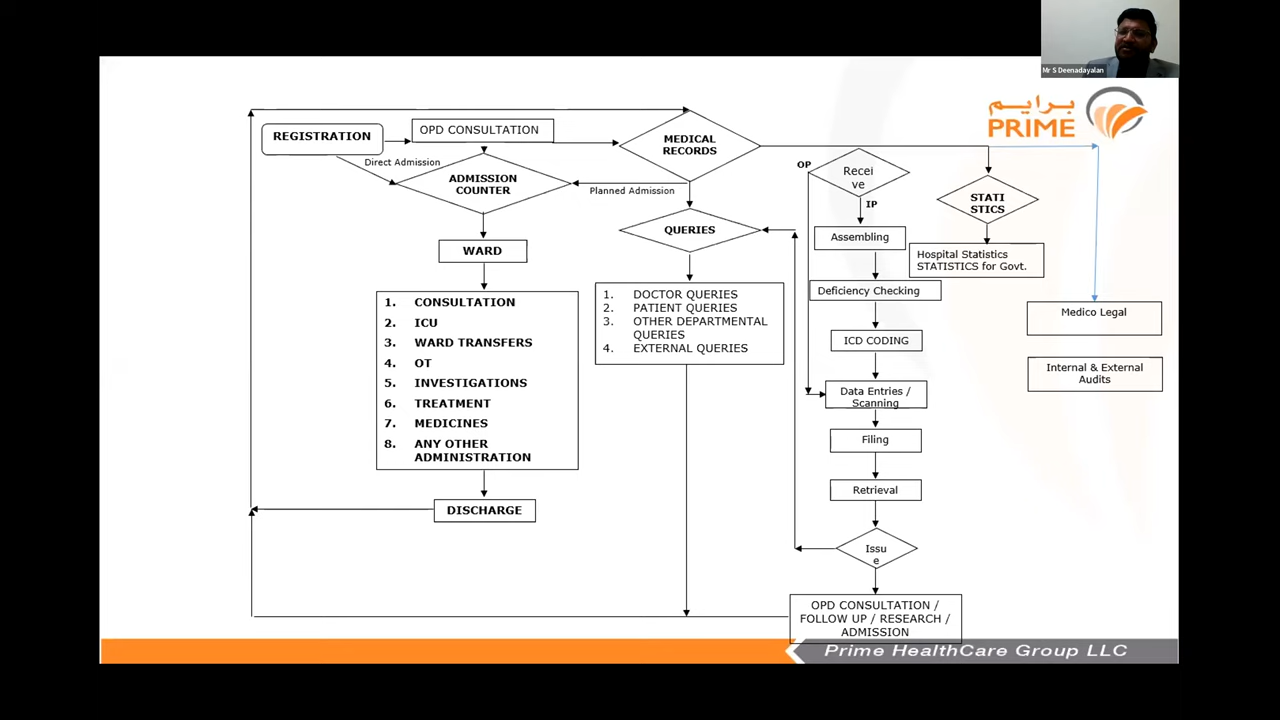 Mr S Deenadayalan
برايم
PRIME
REGISTRATION
OPD CONSULTATION
Direct Admission
ADMISSION
COUNTER
Planned Admission
MEDICAL
RECORDS
WARD
1. CONSULTATION
2. ICU
3. WARD TRANSFERS
4. OT
5. INVESTIGATIONS
6. TREATMENT
7. MEDICINES
8. ANY OTHER
ADMINISTRATION
DISCHARGE
QUERIES
1. DOCTOR QUERIES
2. PATIENT QUERIES
3. OTHER DEPARTMENTAL
QUERIES
4. EXTERNAL QUERIES
OP
Recei
ve
IP
Assembling
Deficiency Checking
ICD CODING
Data Entries /
Scanning
Filing
Retrieval
Issu
e
OPD CONSULTATION /
FOLLOW UP / RESEARCH /
ADMISSION
STATI
STICS
Hospital Statistics
STATISTICS for Govt.
Medico Legal
Internal & External
Audits
Prime HealthCare Group LLC